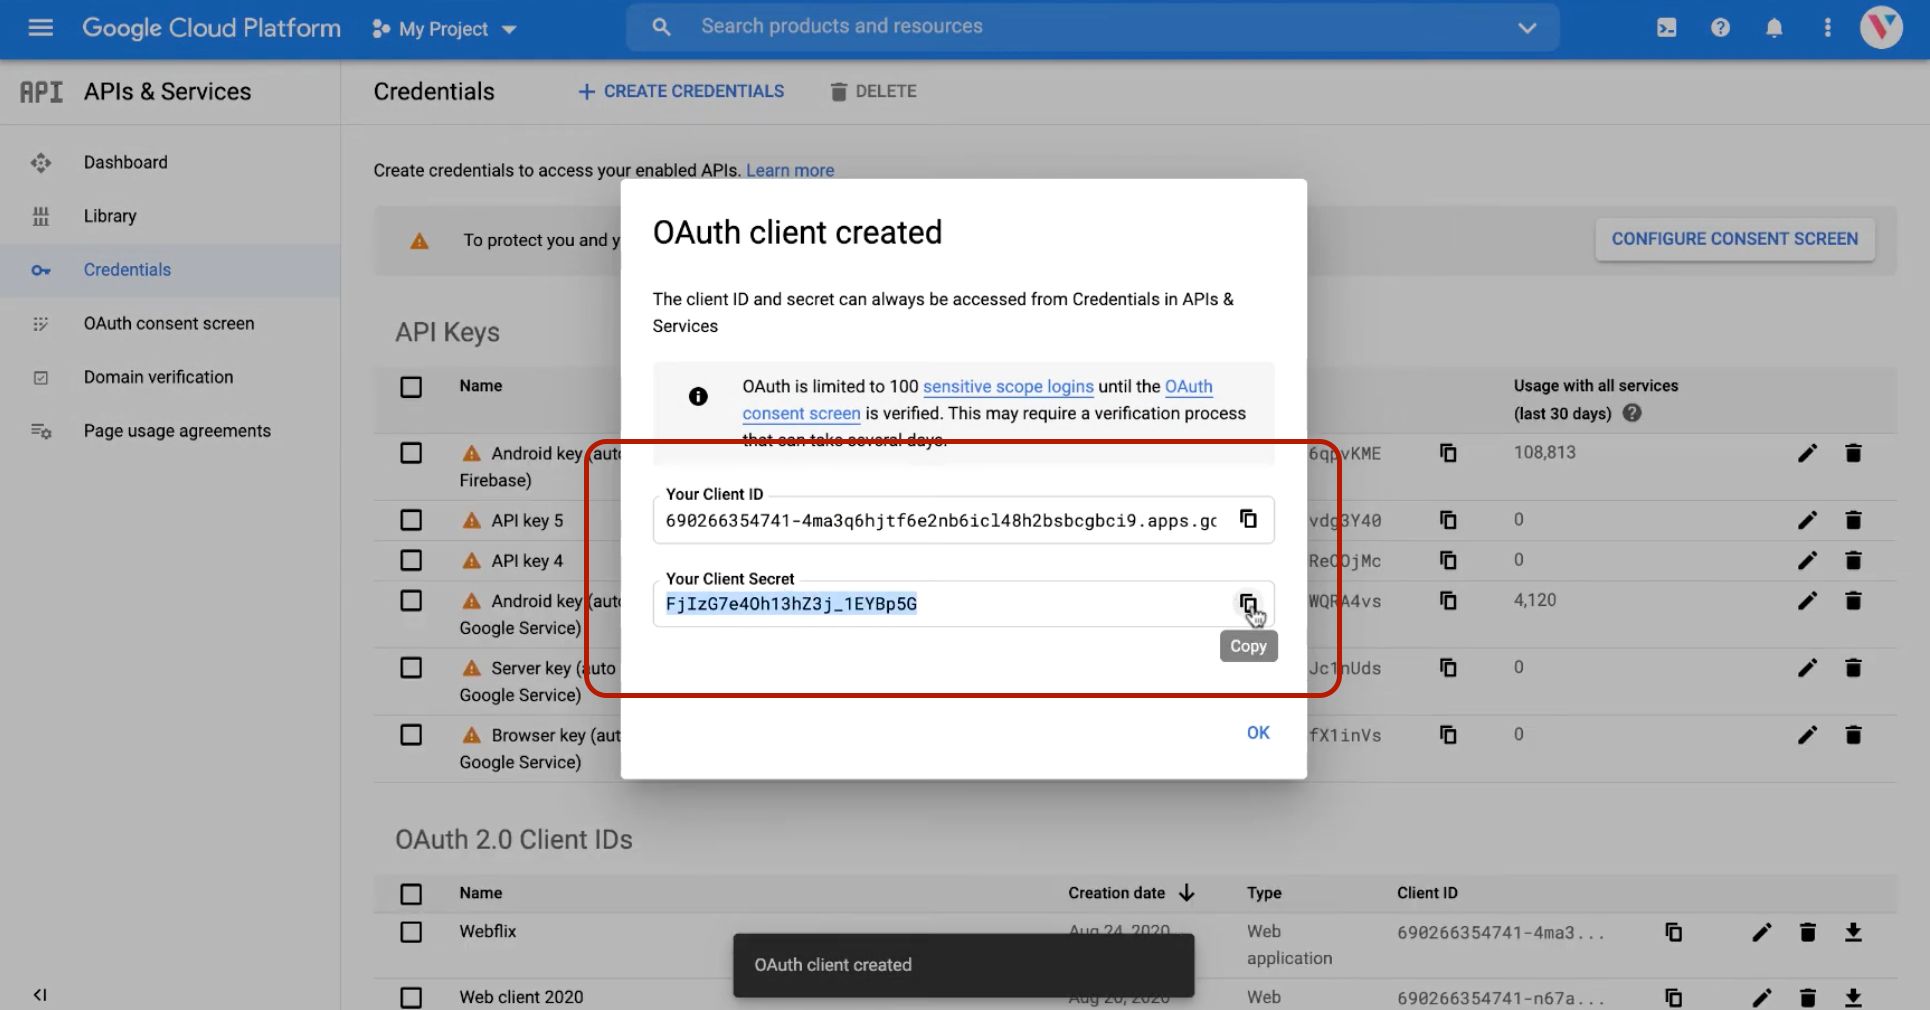 Google Cloud Platform
My Project
Search products and resources
API
APIs & Services
Credentials
CREATE CREDENTIALS
DELETE
Dashboard
Library
Credentials
OAuth consent screen
Domain verification
Page usage agreements
Create credentials to access your enabled APIs. Learn more
To protect you and y
CONFIGURE CONSENT SCREEN
API Keys
Name
Usage with all services
(last 30 days)
Android key (auto
Firebase)
6qpvKME
108,813
API key 5
vdg3Y40
0
API key 4
0
Android key (auto
Google Service)
WQRA4vs
4,120
Server key (auto
Google Service)
Jc1nUds
0
Browser key (aut
Google Service)
fX1inVs
0
OAuth client created
The client ID and secret can always be accessed from Credentials in APIs &
Services
OAuth is limited to 100 sensitive scope logins until the OAuth
consent screen is verified. This may require a verification process
that can take several days.
Your Client ID
690266354741-4ma3q6hjtf6e2nb6icl48h2bsbcgbci9.apps.go
Your Client Secret
FjIzG7e4Oh13hZ3j_1EYBp5G
Copy
OK
OAuth 2.0 Client IDs
Name
Creation date
Type
Client ID
Webflix
Aug 24, 2020
Web
application
690266354741-4ma3...
Web client 2020
Aug 20, 2020
Web
690266354741-n67a...
OAuth client created